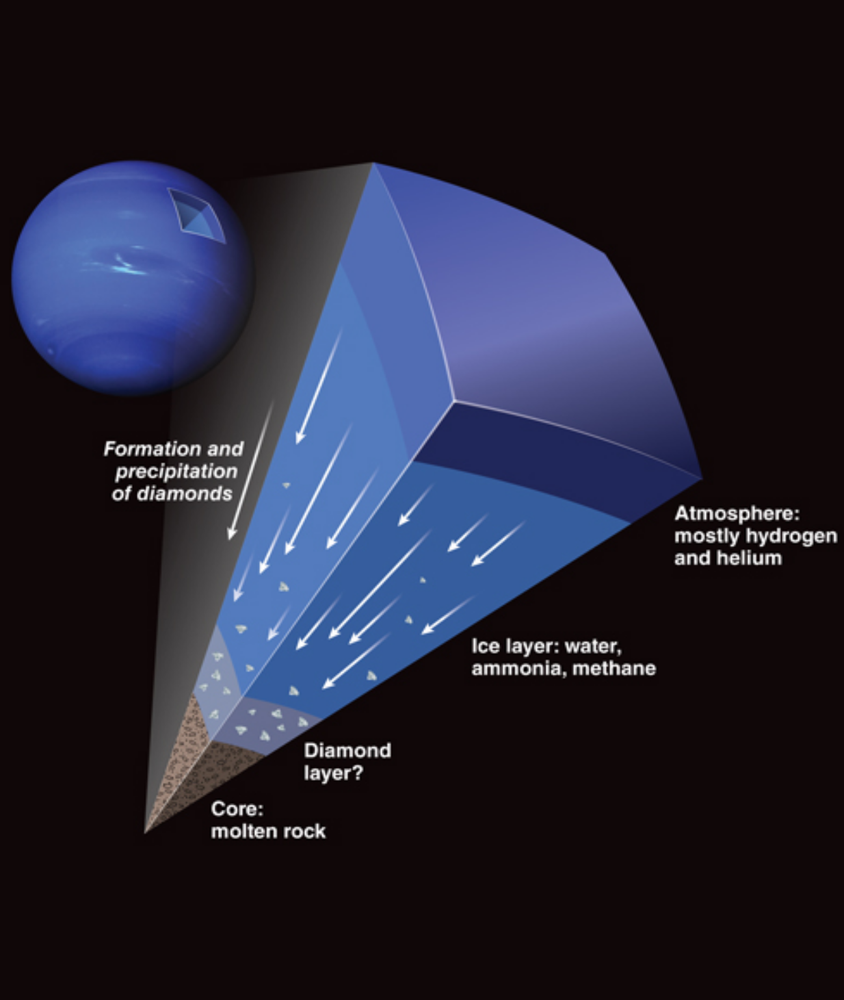 Formation and
precipitation
of diamonds
Atmosphere:
mostly hydrogen
and helium
Ice layer: water,
ammonia, methane
Diamond
layer?
Core:
molten rock